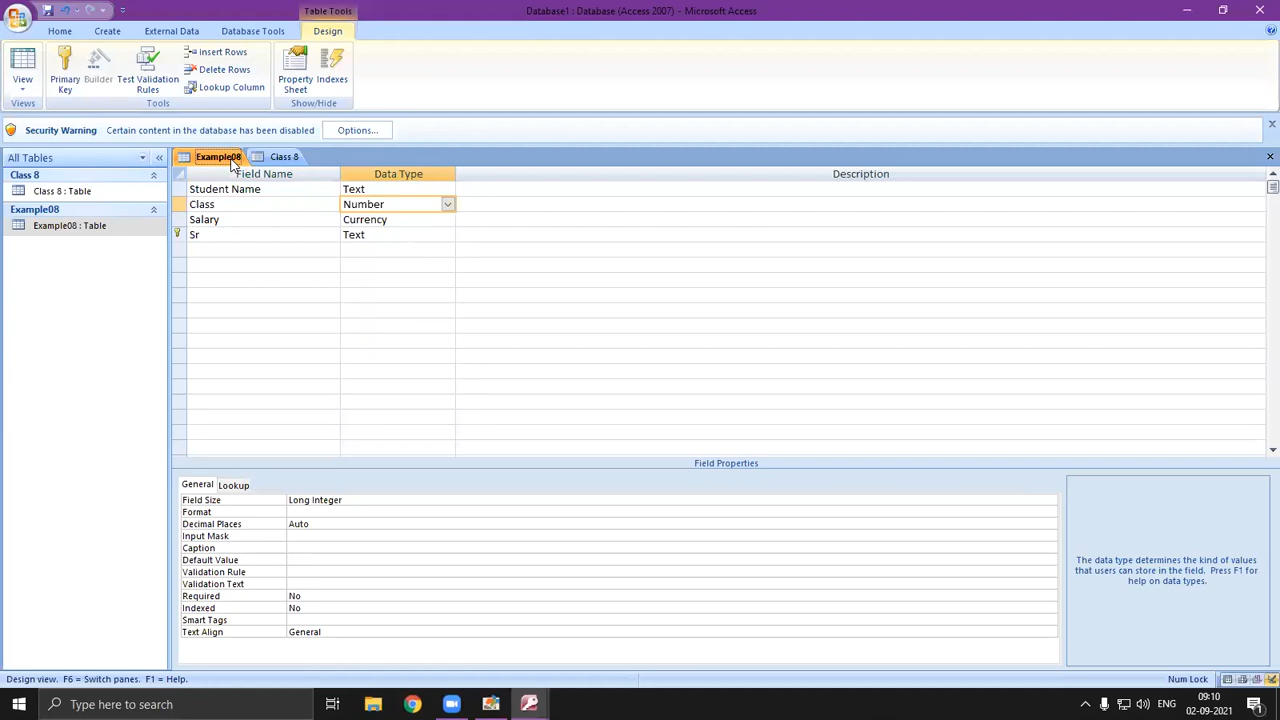 Table Tools
Database1 : Database (Access 2007) - Microsoft Access
Home
Create
External Data
Database Tools
Design
View
Views
Primary Key
Builder
Test Validation Rules
Insert Rows
Delete Rows
Lookup Column
Tools
Property Sheet
Indexes
Show/Hide
Security Warning
Certain content in the database has been disabled
Options...
All Tables
Class 8
Class 8 : Table
Example08
Example08 : Table
Example08
Class 8
Field Name
Data Type
Description
Student Name
Text
Class
Number
Salary
Currency
Sr
Text
Field Properties
General
Lookup
Field Size
Long Integer
Format
Decimal Places
Auto
Input Mask
Caption
Default Value
Validation Rule
Validation Text
Required
No
Indexed
No
Smart Tags
Text Align
General
The data type determines the kind of values
that users can store in the field. Press F1 for
help on data types.
Design view. F6 = Switch panes. F1 = Help.
Num Lock
Type here to search
ENG
09:10
02-09-2021